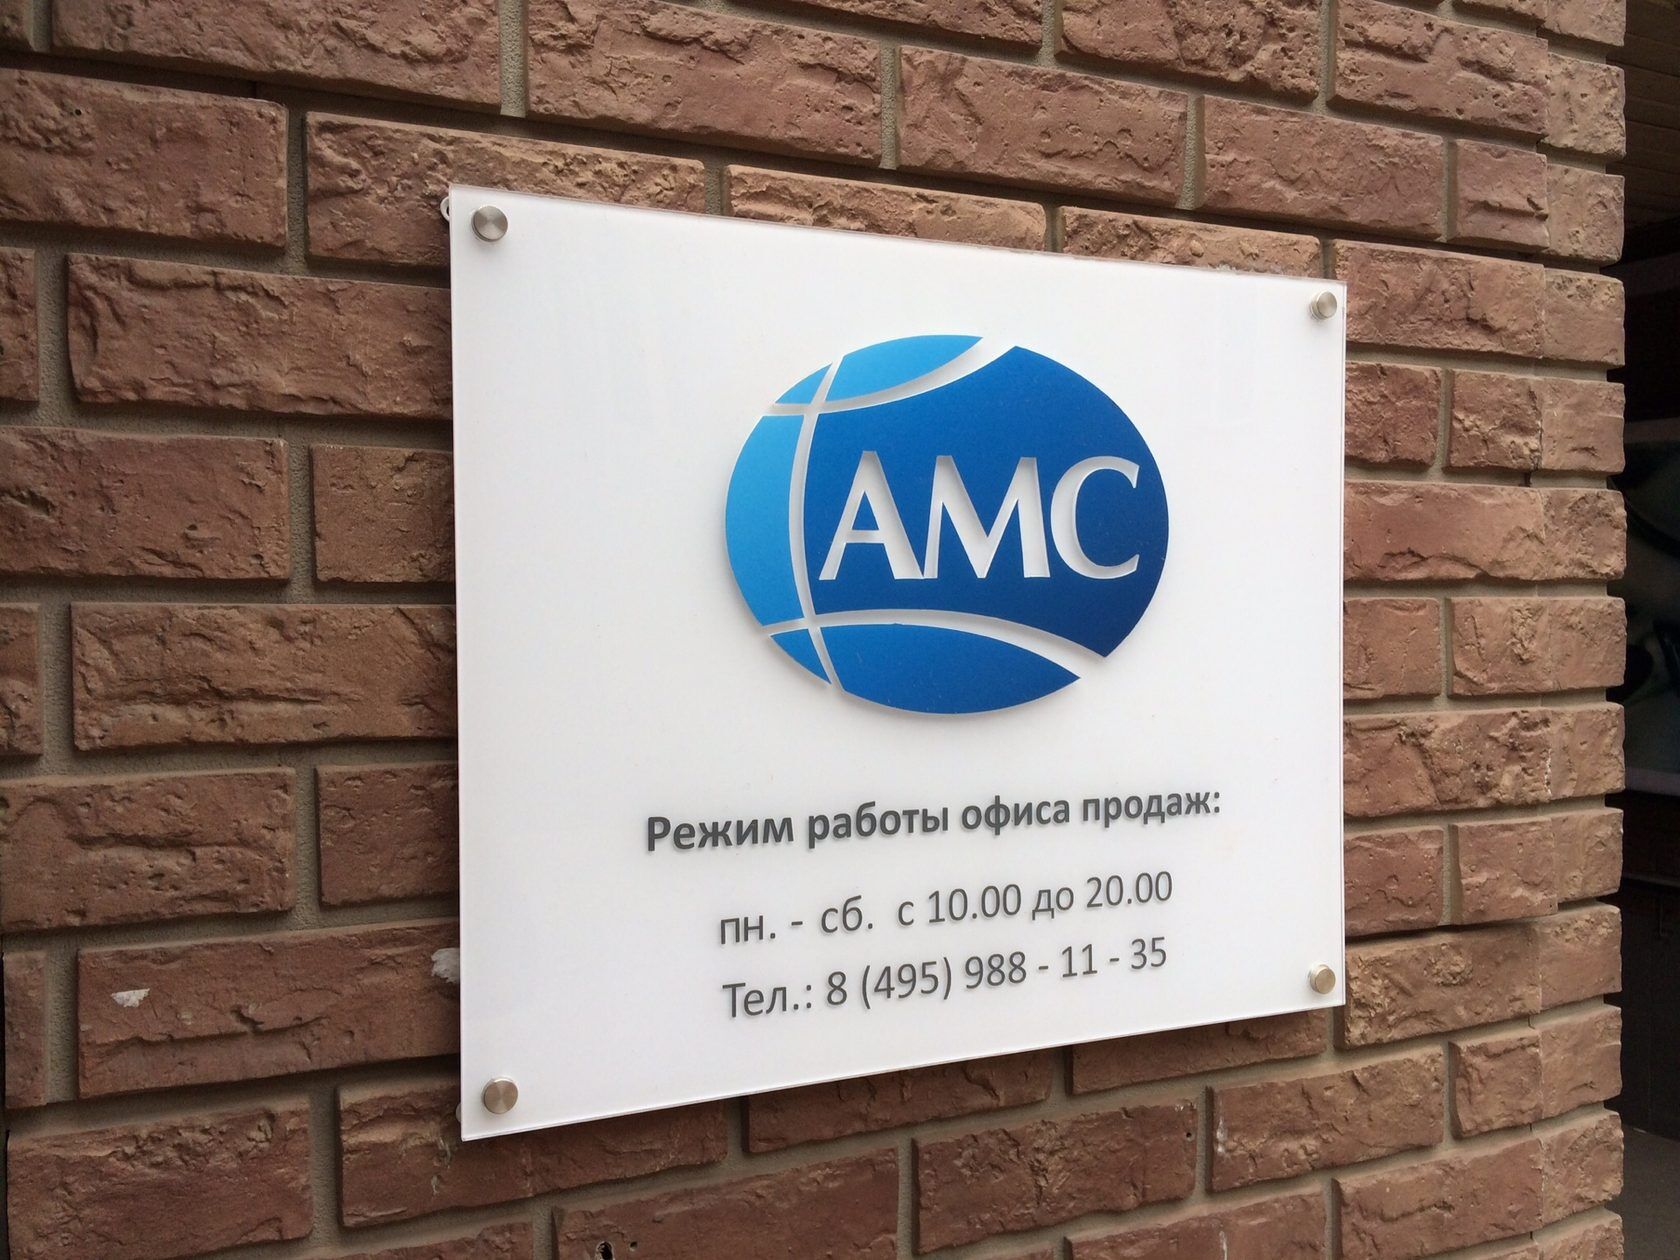 АМС
Режим работы офиса продаж:
пн. - сб. с 10.00 до 20.00
Тел.: 8 (495) 988 - 11 - 35